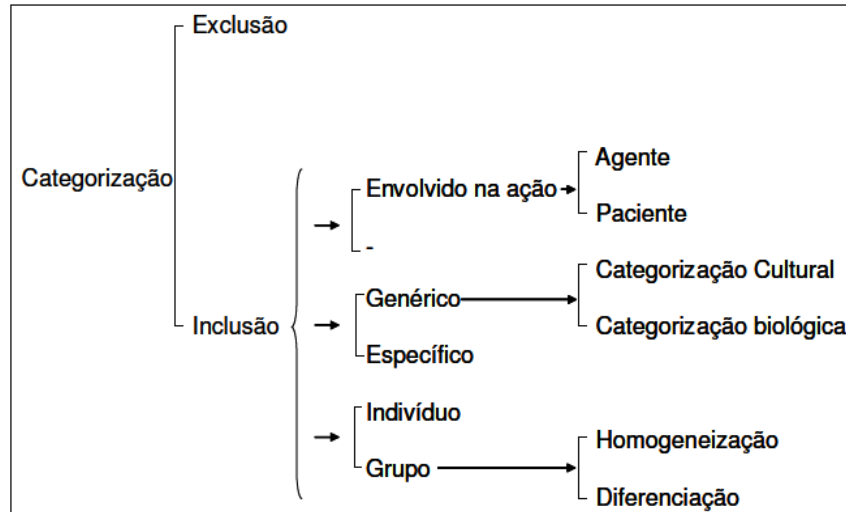 Exclusão
Categorização
Inclusão
Envolvido na ação
-
Agente
Paciente
Genérico
Específico
Categorização Cultural
Categorização biológica
Indivíduo
Grupo
Homogeneização
Diferenciação